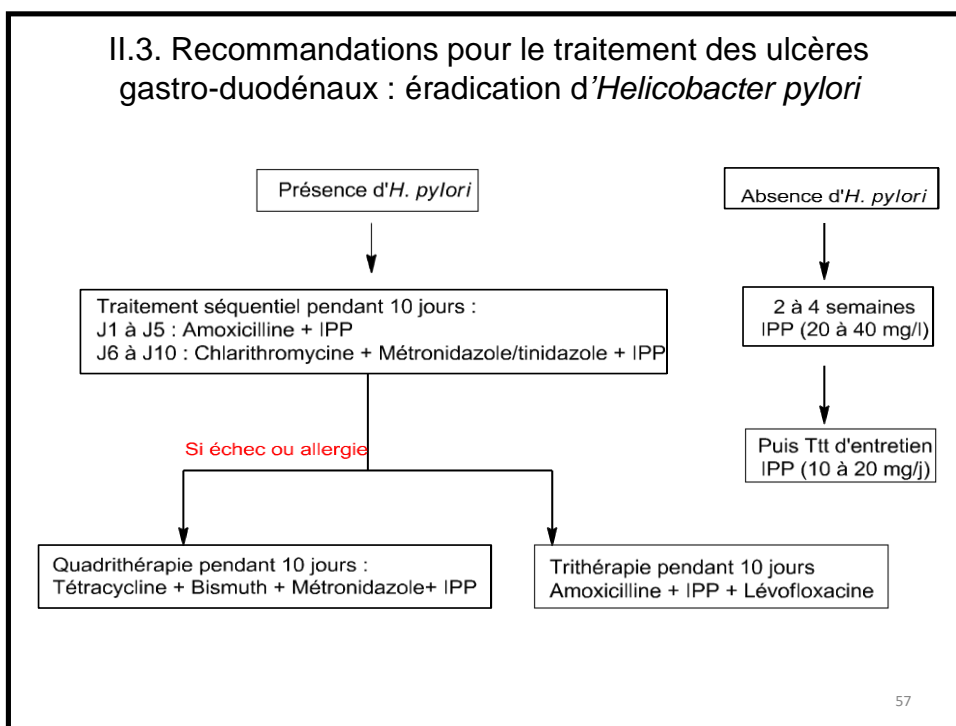 II.3. Recommandations pour le traitement des ulcères
gastro-duodénaux : éradication d'Helicobacter pylori
Présence d'H. pylori
Absence d'H. pylori
Traitement séquentiel pendant 10 jours :
J1 à J5 : Amoxicilline + IPP
J6 à J10 : Chlarithromycine + Métronidazole/tinidazole + IPP
2 à 4 semaines
IPP (20 à 40 mg/l)
Si échec ou allergie
Puis Ttt d'entretien
IPP (10 à 20 mg/j)
Quadrithérapie pendant 10 jours :
Tétracycline + Bismuth + Métronidazole+ IPP
Trithérapie pendant 10 jours
Amoxicilline + IPP + Lévofloxacine
57